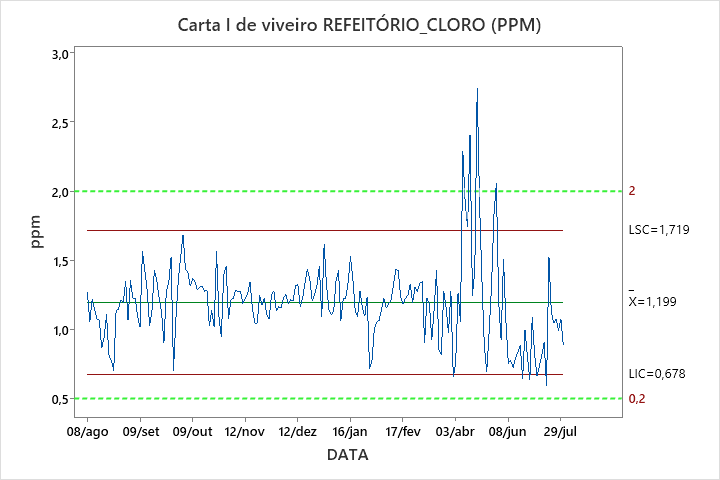 Carta I de viveiro REFEITÓRIO_CLORO (PPM)
3,0
2,5
2,0
1,5
1,0
0,5
ppm
2
LSC=1,719
_
X=1,199
LIC=0,678
0,2
08/ago 09/set 09/out 12/nov 12/dez 16/jan 17/fev 03/abr 08/jun 29/jul
DATA